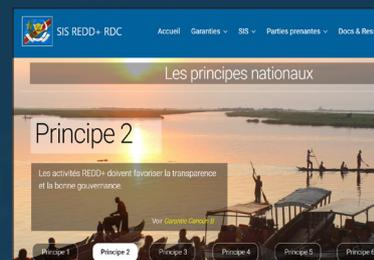 SIS REDD+ RDC
Accueil Garanties SIS Parties prenantes Docs & Res
Les principes nationaux
Principe 2
Les activités REDD+ doivent favoriser la transparence
et la bonne gouvernance.
Voir Garantie Cancun B
Principe 1 Principe 2 Principe 3 Principe 4 Principe 5 Principe 6